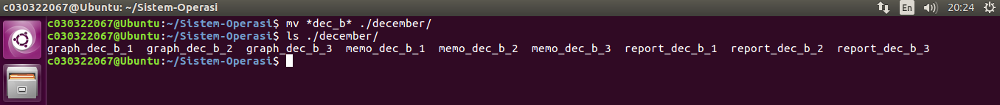 c030322067@Ubuntu: ~/Sistem-Operasi En 20:24
c030322067@Ubuntu:~/Sistem-Operasi$ mv *dec_b* ./december/
c030322067@Ubuntu:~/Sistem-Operasi$ ls ./december/
graph_dec_b_1 graph_dec_b_2 graph_dec_b_3 memo_dec_b_1 memo_dec_b_2 memo_dec_b_3 report_dec_b_1 report_dec_b_2 report_dec_b_3
c030322067@Ubuntu:~/Sistem-Operasi$